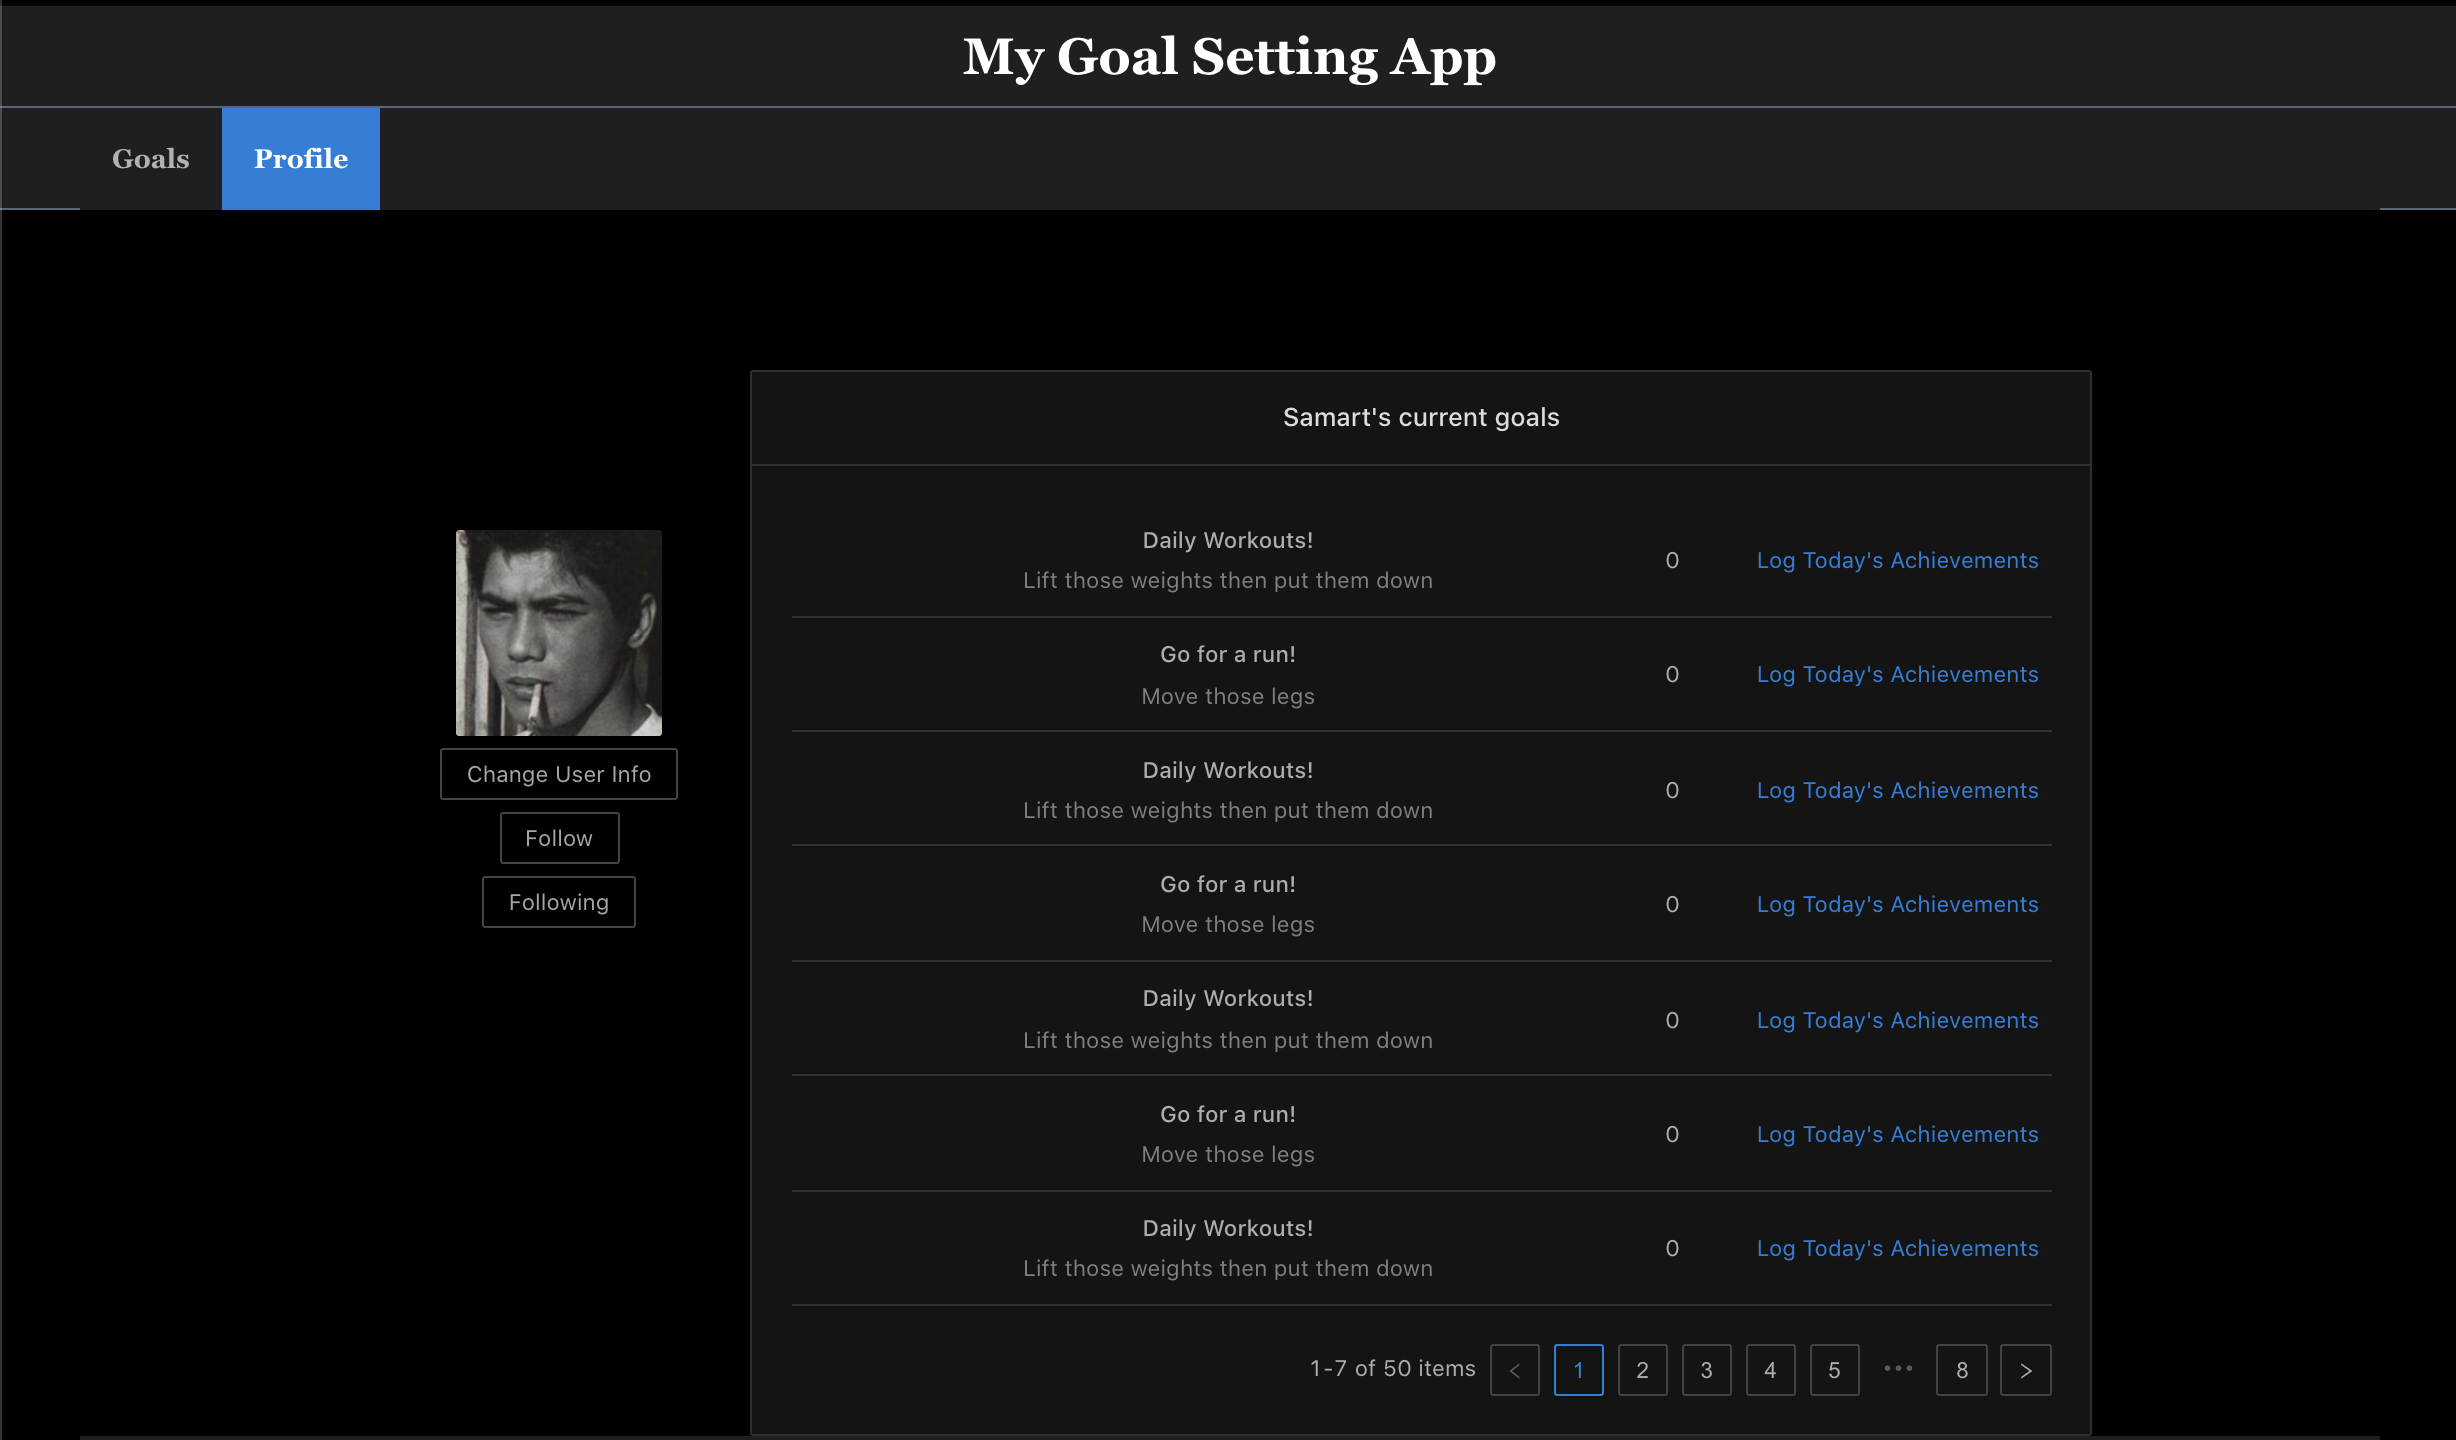 My Goal Setting App
Goals
Profile
Samart's current goals
Daily Workouts!
Lift those weights then put them down
0
Log Today's Achievements
Go for a run!
Move those legs
0
Log Today's Achievements
Daily Workouts!
Lift those weights then put them down
0
Log Today's Achievements
Go for a run!
Move those legs
0
Log Today's Achievements
Daily Workouts!
Lift those weights then put them down
0
Log Today's Achievements
Go for a run!
Move those legs
0
Log Today's Achievements
Daily Workouts!
Lift those weights then put them down
0
Log Today's Achievements
Change User Info
Follow
Following
1-7 of 50 items < 1 2 3 4 5 ••• 8 >